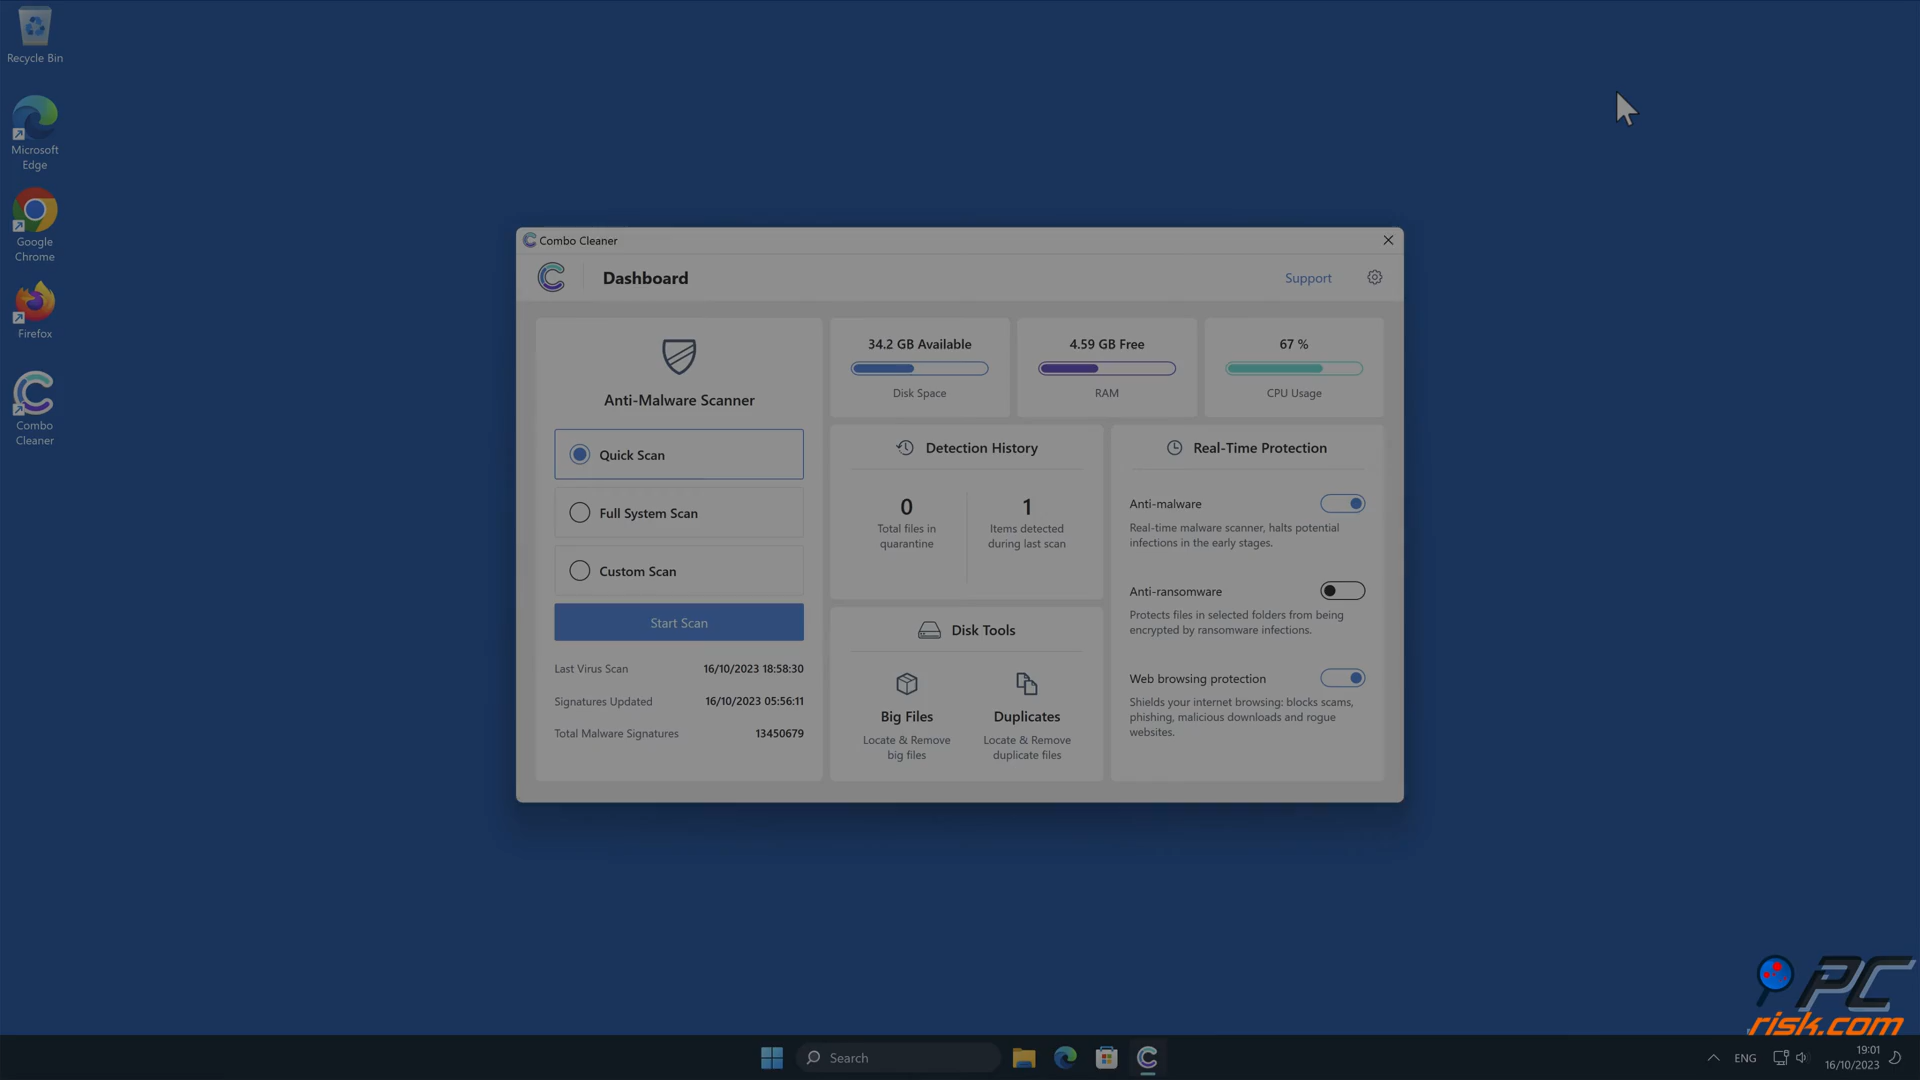 Recycle Bin
Microsoft
Edge
Google
Chrome
Firefox
Combo
Cleaner
Combo Cleaner
Dashboard
Support
Anti-Malware Scanner
Quick Scan
Full System Scan
Custom Scan
Start Scan
Last Virus Scan 16/10/2023 18:58:30
Signatures Updated 16/10/2023 05:56:11
Total Malware Signatures 13450679
34.2 GB Available
Disk Space
4.59 GB Free
RAM
67 %
CPU Usage
Detection History
0
Total files in
quarantine
1
Items detected
during last scan
Disk Tools
Big Files
Locate & Remove
big files
Duplicates
Locate & Remove
duplicate files
Real-Time Protection
Anti-malware
Real-time malware scanner, halts potential
infections in the early stages.
Anti-ransomware
Protects files in selected folders from being
encrypted by ransomware infections.
Web browsing protection
Shields your internet browsing: blocks scams,
phishing, malicious downloads and rogue
websites.
PC
risk.com
Search
ENG
19:01
16/10/2023